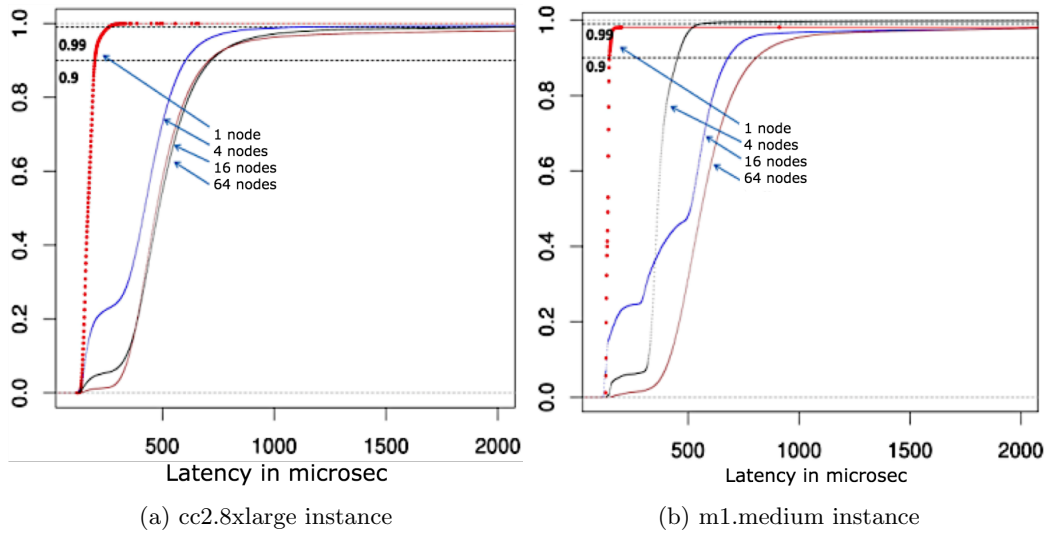 1.0
0.8
0.6
0.4
0.2
0.0
0.99
0.9
1 node
4 nodes
16 nodes
64 nodes
500 1000 1500 2000
Latency in microsec
(a) cc2.8xlarge instance
1.0
0.8
0.6
0.4
0.2
0.0
0.99
0.9
1 node
4 nodes
16 nodes
64 nodes
500 1000 1500 2000
Latency in microsec
(b) m1.medium instance